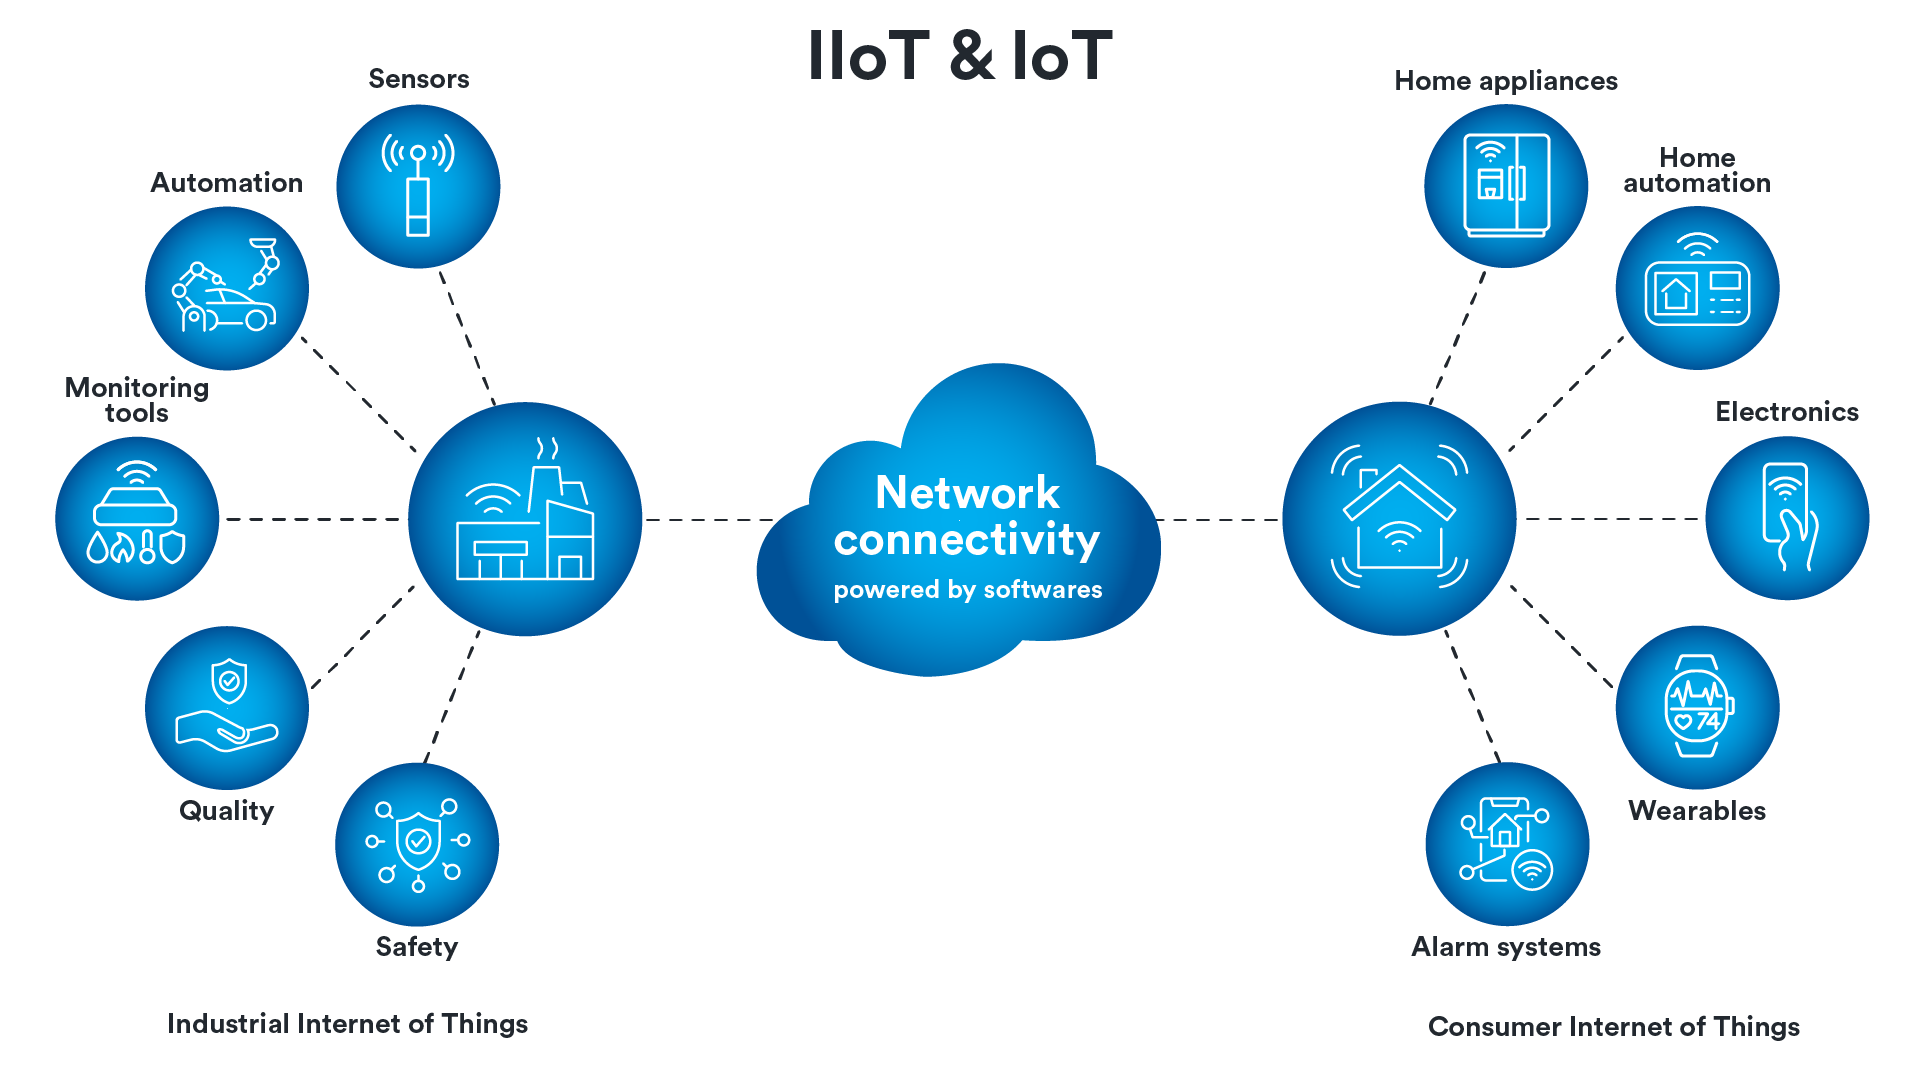 IIoT & IoT
Sensors
Automation
Monitoring
tools
Quality
Safety
Industrial Internet of Things
Network
connectivity
powered by softwares
Home appliances
Home
automation
Electronics
74
Wearables
Alarm systems
Consumer Internet of Things